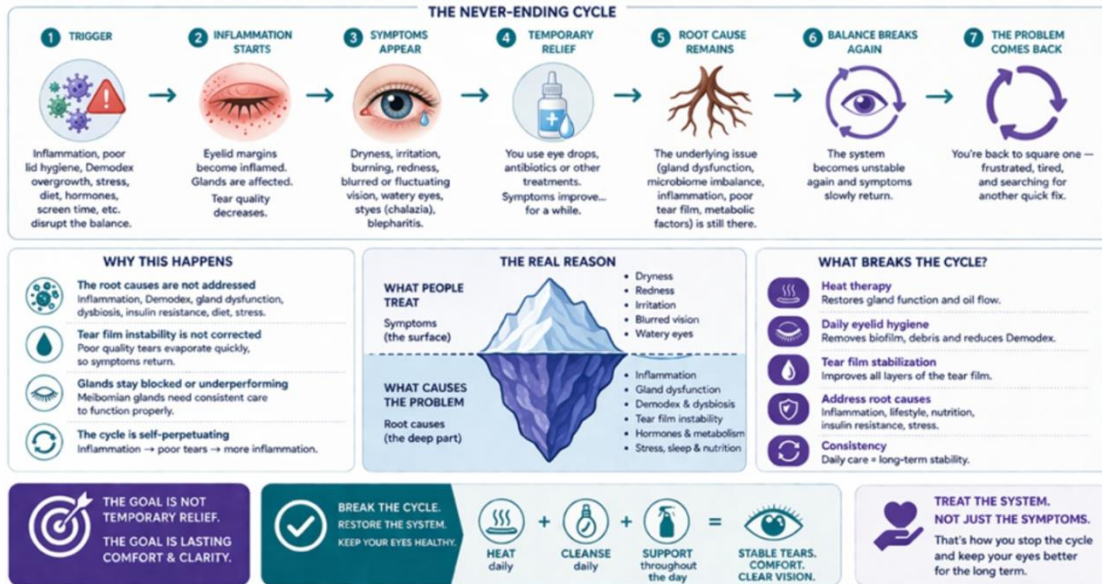 THE NEVER-ENDING CYCLE
1 TRIGGER
Inflammation, poor
lid hygiene, Demodex
overgrowth, stress,
diet, hormones,
screen time, etc.
disrupt the balance.
2 INFLAMMATION
STARTS
Eyelid margins
become inflamed.
Glands are affected.
Tear quality
decreases.
3 SYMPTOMS
APPEAR
Dryness, irritation,
burning, redness,
blurred or fluctuating
vision, watery eyes,
styes (chalazia),
blepharitis.
4 TEMPORARY
RELIEF
You use eye drops,
antibiotics or other
treatments.
Symptoms improve...
for a while.
5 ROOT CAUSE
REMAINS
The underlying issue
(gland dysfunction,
microbiome imbalance,
inflammation, poor
tear film, metabolic
factors) is still there.
6 BALANCE BREAKS
AGAIN
The system
becomes unstable
again and symptoms
slowly return.
7 THE PROBLEM
COMES BACK
You're back to square one —
frustrated, tired,
and searching for
another quick fix.
WHY THIS HAPPENS
The root causes are not addressed
Inflammation, Demodex, gland dysfunction,
dysbiosis, insulin resistance, diet, stress.
Tear film instability is not corrected
Poor quality tears evaporate quickly,
so symptoms return.
Glands stay blocked or underperforming
Meibomian glands need consistent care
to function properly.
The cycle is self-perpetuating
Inflammation → poor tears → more inflammation.
THE REAL REASON
WHAT PEOPLE
TREAT
Symptoms
(the surface)
• Dryness
• Redness
• Irritation
• Blurred vision
• Watery eyes
WHAT CAUSES
THE PROBLEM
Root causes
(the deep part)
• Inflammation
• Gland dysfunction
• Demodex & dysbiosis
• Tear film instability
• Hormones & metabolism
• Stress, sleep & nutrition
WHAT BREAKS THE CYCLE?
Heat therapy
Restores gland function and oil flow.
Daily eyelid hygiene
Removes biofilm, debris and reduces Demodex.
Tear film stabilization
Improves all layers of the tear film.
Address root causes
Inflammation, lifestyle, nutrition,
insulin resistance, stress.
Consistency
Daily care = long-term stability.
THE GOAL IS NOT
TEMPORARY RELIEF.
THE GOAL IS LASTING
COMFORT & CLARITY.
BREAK THE CYCLE.
RESTORE THE SYSTEM.
KEEP YOUR EYES HEALTHY.
HEAT
daily
+
CLEANSE
daily
+
SUPPORT
throughout
the day
=
STABLE TEARS.
COMFORT.
CLEAR VISION.
TREAT THE SYSTEM.
NOT JUST THE SYMPTOMS.
That's how you stop the cycle
and keep your eyes better
for the long term.